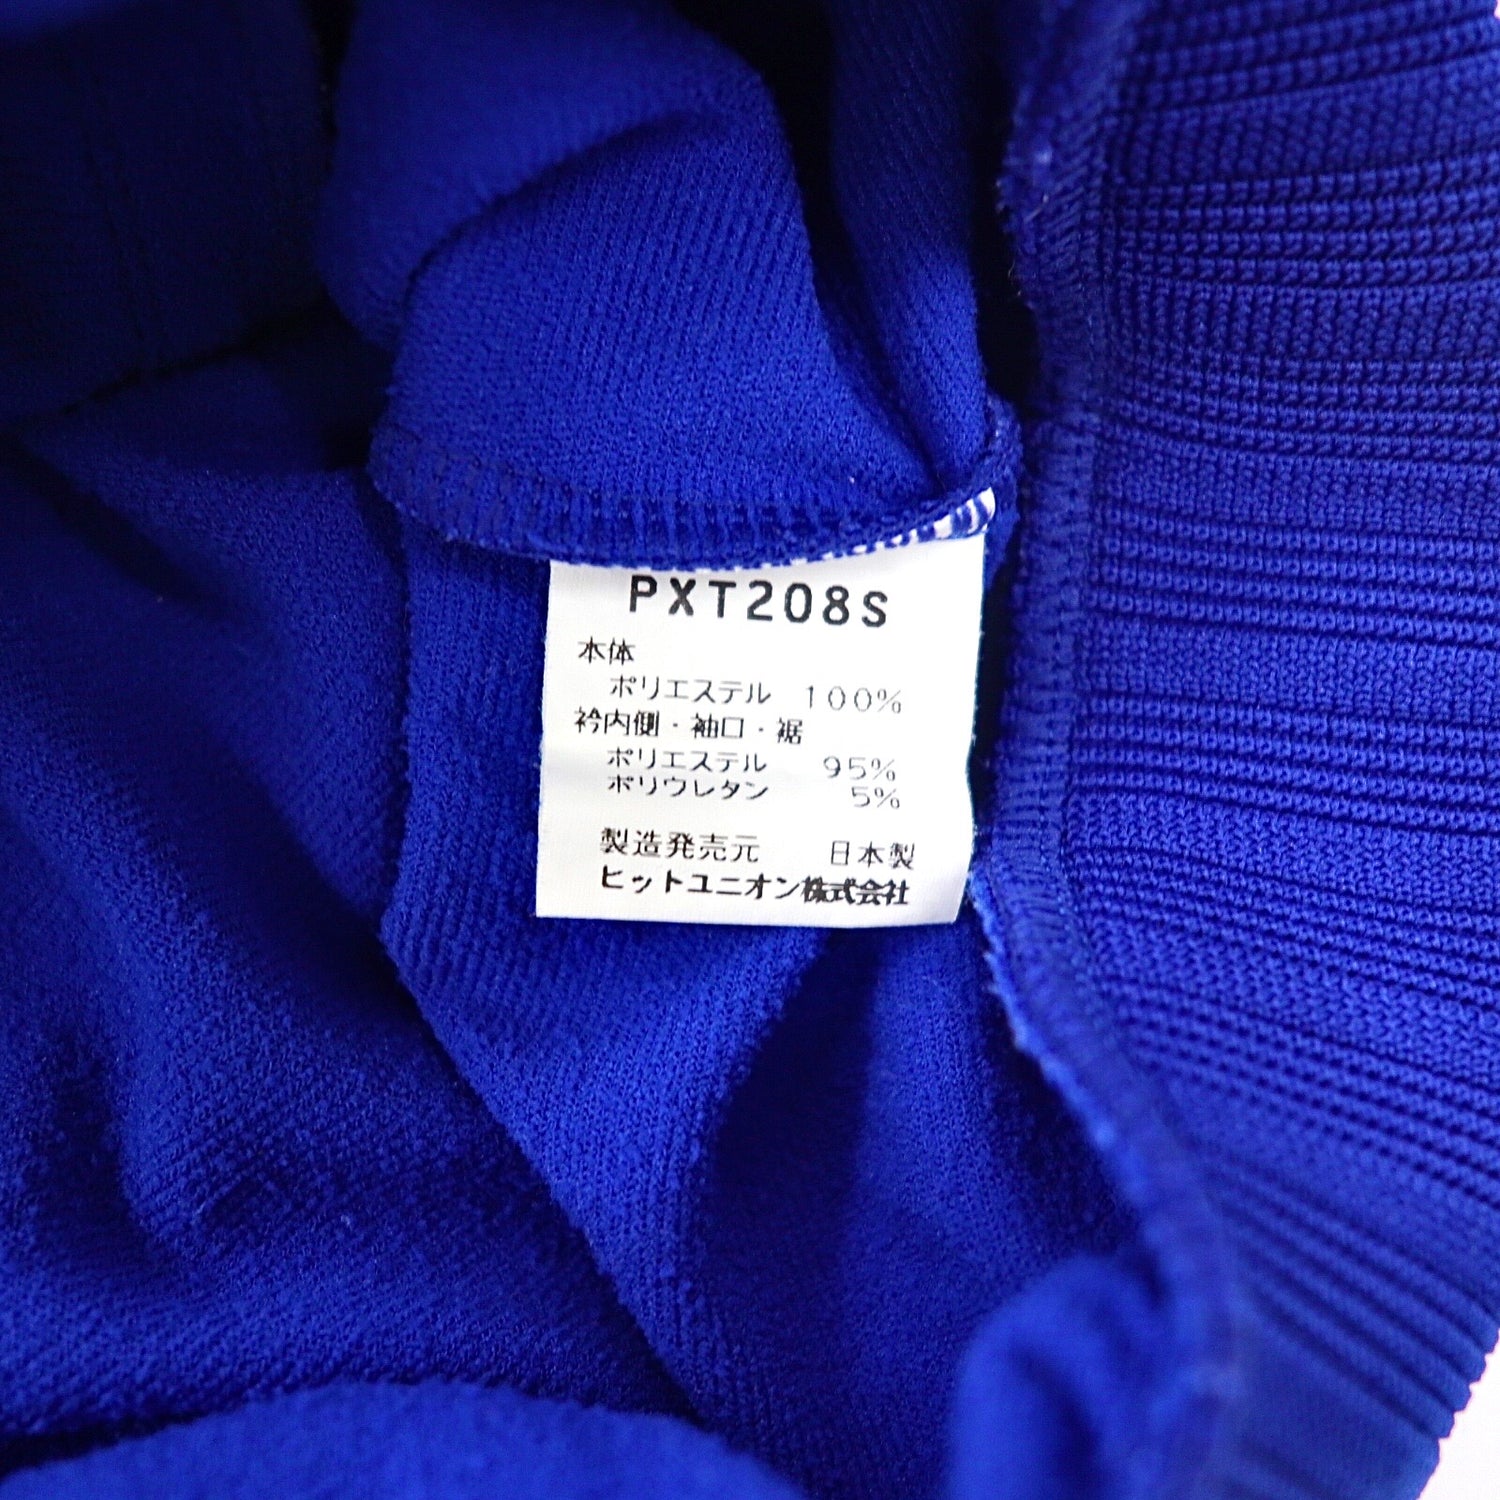 PXT208S
本体
ポリエステル 100%
衿内側・袖口・裾
ポリエステル 95%
ポリウレタン 5%
製造発売元 日本製
ヒットユニオン株式会社